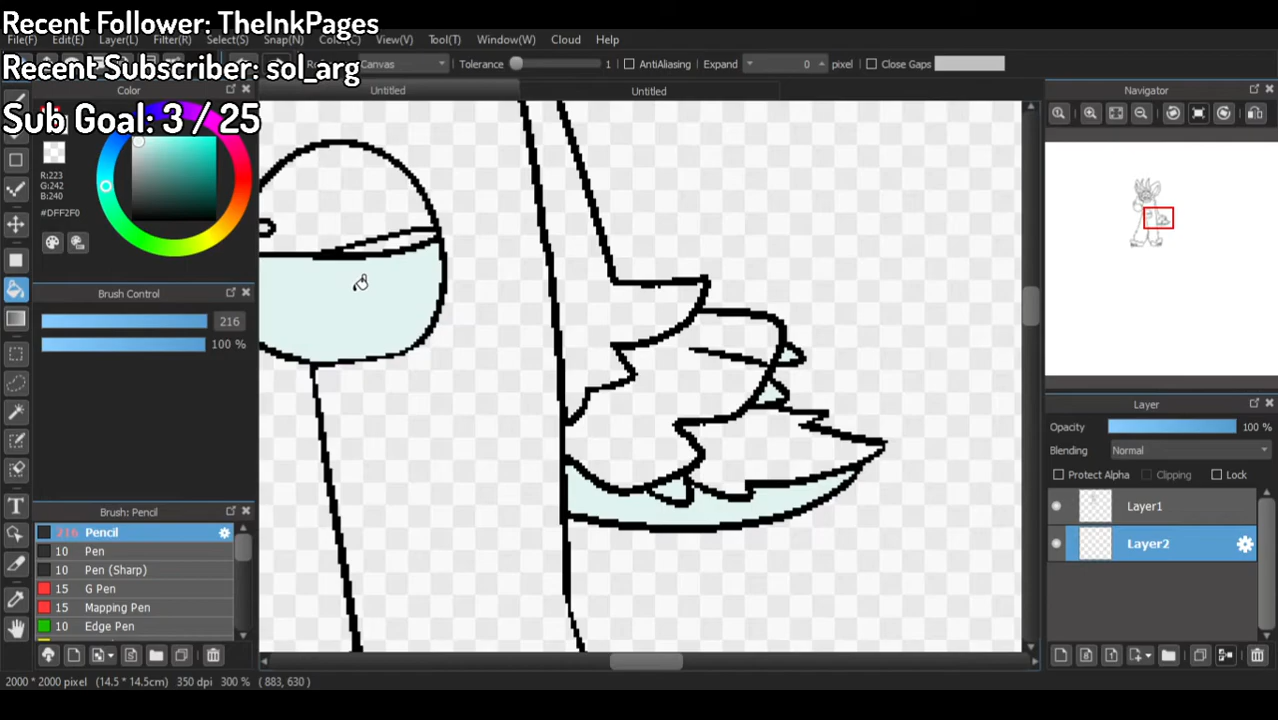 Recent Follower: TheInkPages
File(F) Edit(E) Layer(L) Filter(R) Select(S) Snap(N) View(V) Tool(T) Window(W) Cloud Help
Recent Subscriber: sol_arg
Canvas Tolerance 1 AntiAliasing Expand 0 pixel Close Gaps
Sub Goal: 3 / 25
Color
Untitled
Untitled
Navigator
R:223
G:242
B:240
#DFF2F0
Brush Control
216
100 %
Layer
Opacity 100 %
Blending Normal
Protect Alpha Clipping Lock
Layer1
Layer2
Brush: Pencil
216 Pencil
10 Pen
10 Pen (Sharp)
15 G Pen
15 Mapping Pen
10 Edge Pen
2000 * 2000 pixel (14.5 * 14.5cm) 350 dpi 300 % ( 883, 630 )